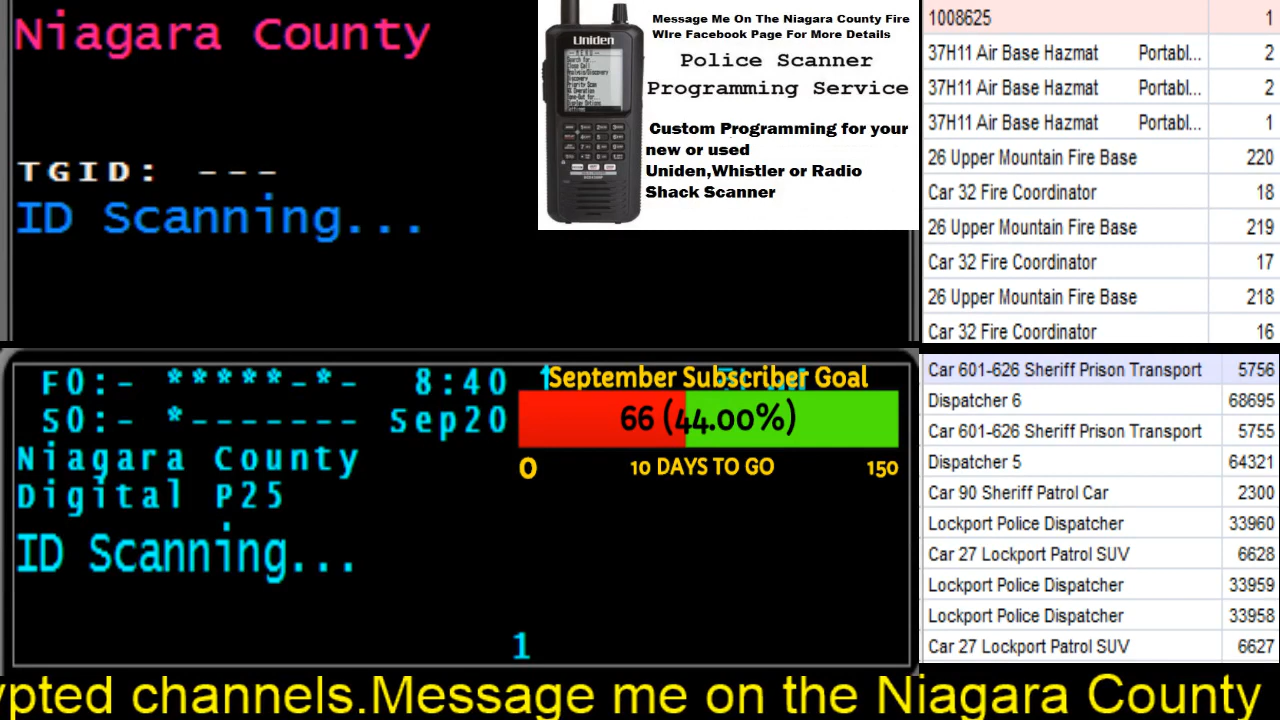 Niagara County
TGID: ---
ID Scanning...
Uniden
Message Me On The Niagara County Fire
WIre Facebook Page For More Details
Police Scanner
Programming Service
Custom Programming for your
new or used
Uniden,Whistler or Radio
Shack Scanner
1008625 1
37H11 Air Base Hazmat Portabl... 2
37H11 Air Base Hazmat Portabl... 2
37H11 Air Base Hazmat Portabl... 1
26 Upper Mountain Fire Base 220
Car 32 Fire Coordinator 18
26 Upper Mountain Fire Base 219
Car 32 Fire Coordinator 17
26 Upper Mountain Fire Base 218
Car 32 Fire Coordinator 16
F0:- *****-*- 8:40
S0:- *------- Sep20
Niagara County
Digital P25
ID Scanning...
1
September Subscriber Goal
66 (44.00%)
0 10 DAYS TO GO 150
Car 601-626 Sheriff Prison Transport 5756
Dispatcher 6 68695
Car 601-626 Sheriff Prison Transport 5755
Dispatcher 5 64321
Car 90 Sheriff Patrol Car 2300
Lockport Police Dispatcher 33960
Car 27 Lockport Patrol SUV 6628
Lockport Police Dispatcher 33959
Lockport Police Dispatcher 33958
Car 27 Lockport Patrol SUV 6627
ypted channels.Message me on the Niagara County